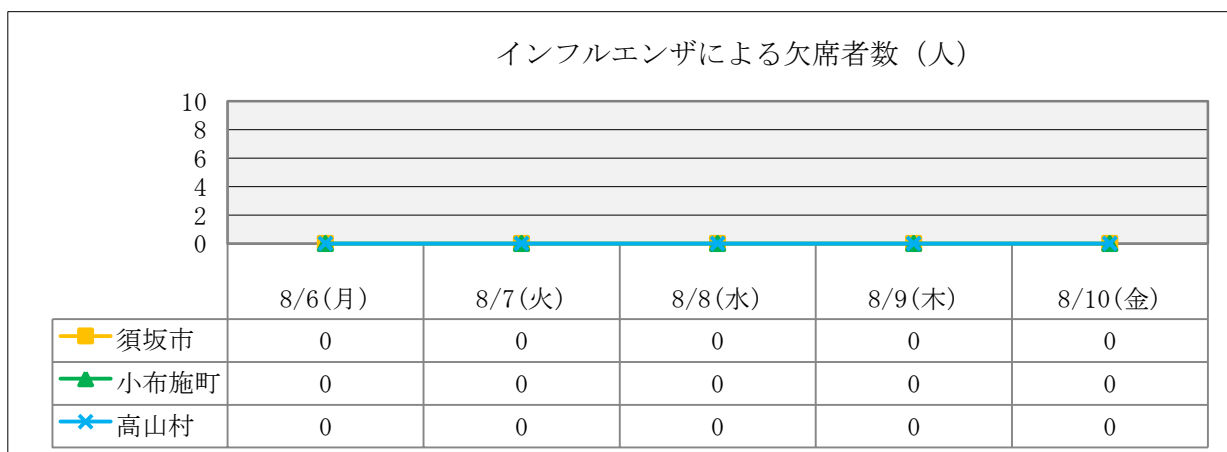 インフルエンザによる欠席者数（人）
10
8
6
4
2
0
8/6(月) 8/7(火) 8/8(水) 8/9(木) 8/10(金)
須坂市 0 0 0 0 0
小布施町 0 0 0 0 0
高山村 0 0 0 0 0